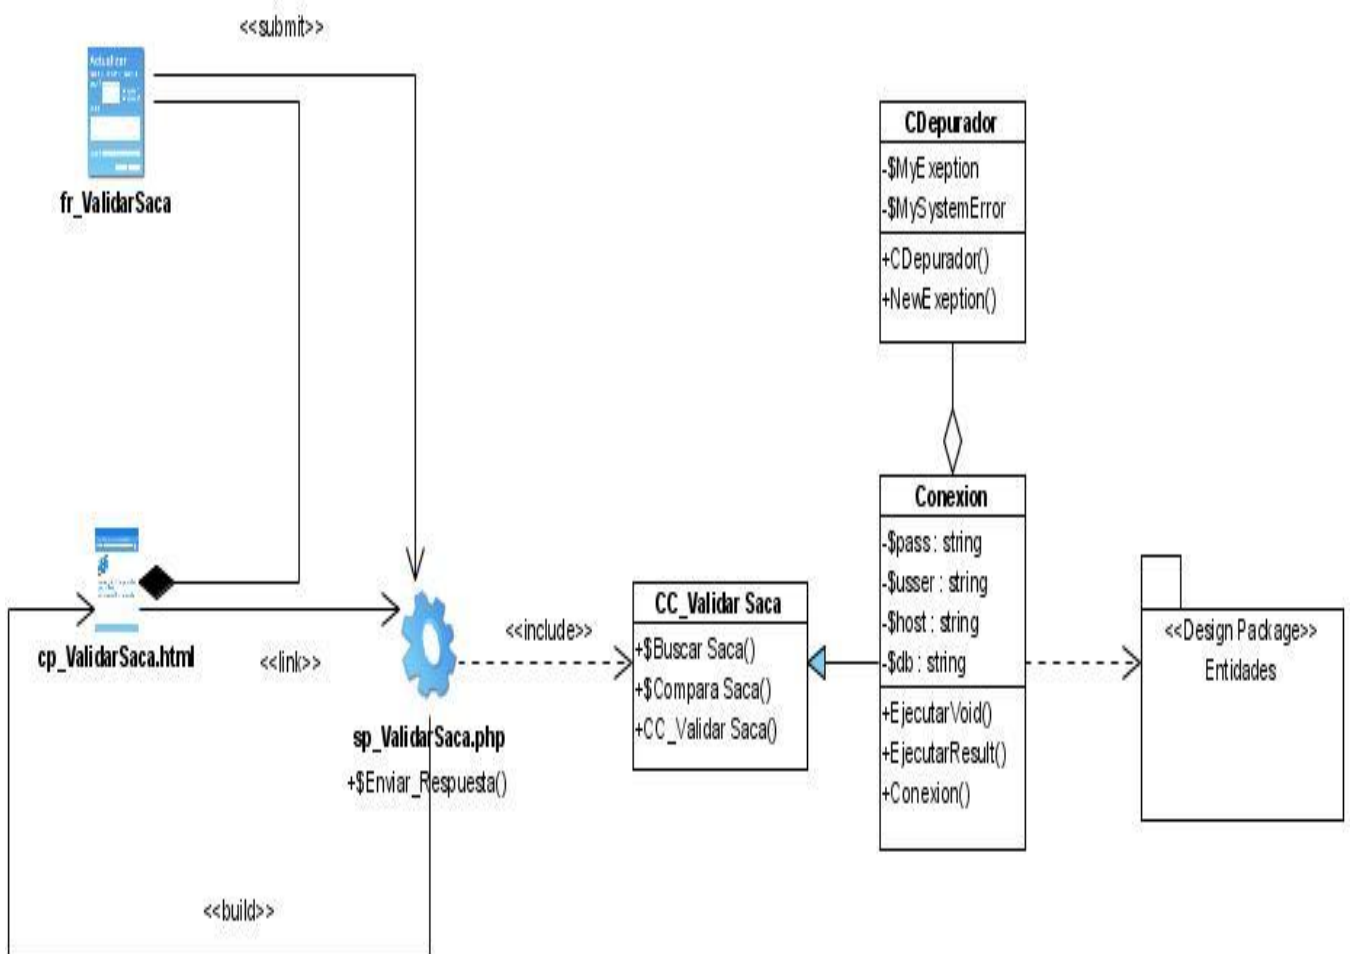 <<submit>>
Actualizar
fr_ValidarSaca
CDepurador
-$MyExeption
-$MySystemError
+CDepurador()
+NewExeption()
Conexion
-$pass : string
-$usser : string
-$host : string
-$db : string
+EjecutarVoid()
+EjecutarResult()
+Conexion()
cp_ValidarSaca.html
<<link>>
<<include>>
CC_Validar Saca
+$Buscar Saca()
+$Compara Saca()
+CC_Validar Saca()
<<Design Package>>
Entidades
sp_ValidarSaca.php
+$Enviar_Respuesta()
<<build>>